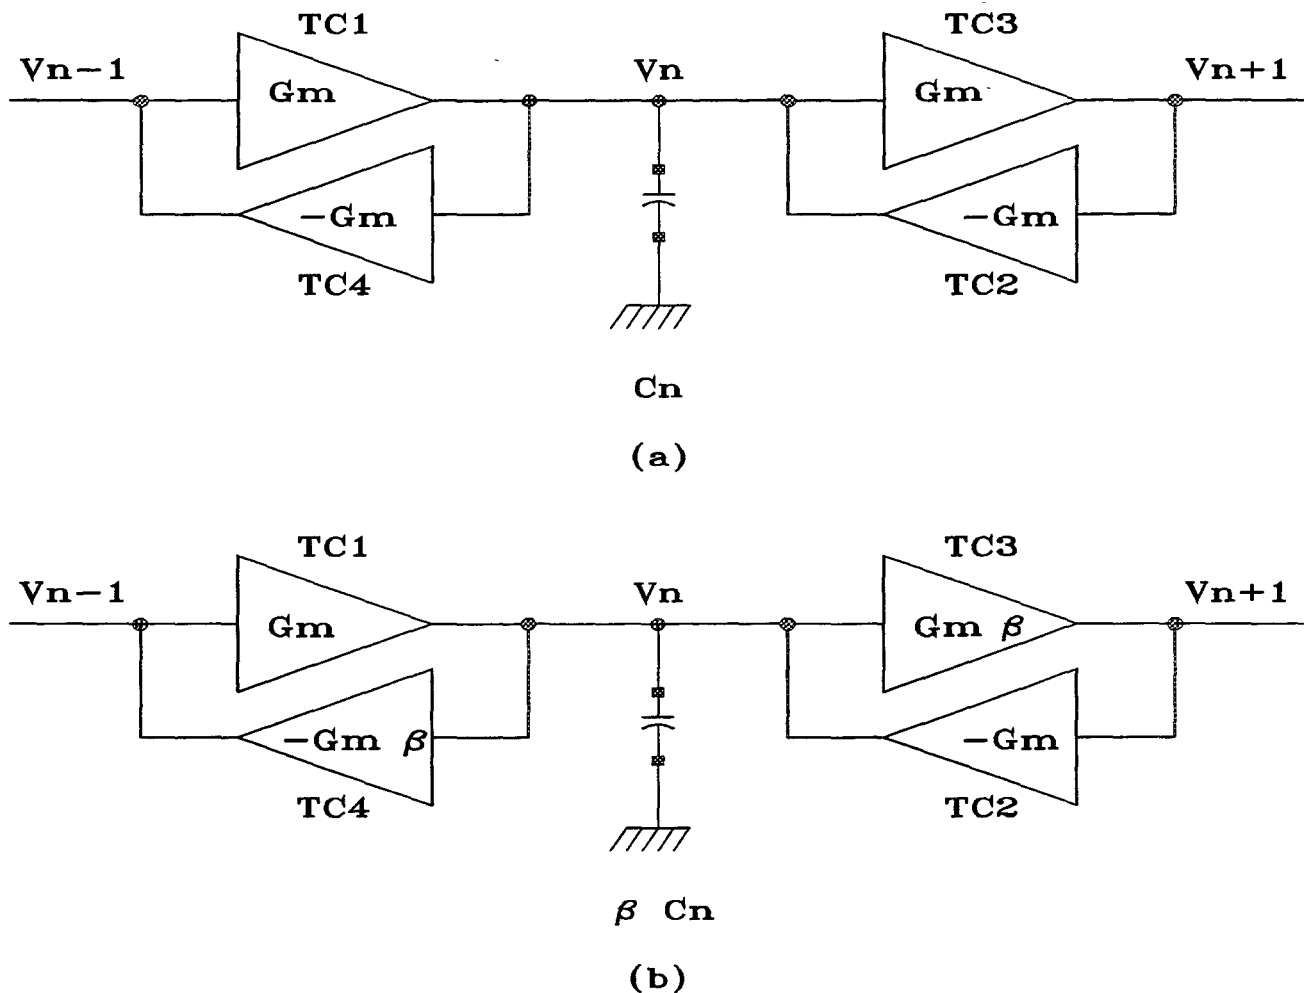 TC1 TC3
Vn-1 Vn Vn+1
Gm Gm
-Gm -Gm
TC4 TC2
Cn
(a)
TC1 TC3
Vn-1 Vn Vn+1
Gm Gm β
-Gm β -Gm
TC4 TC2
β Cn
(b)